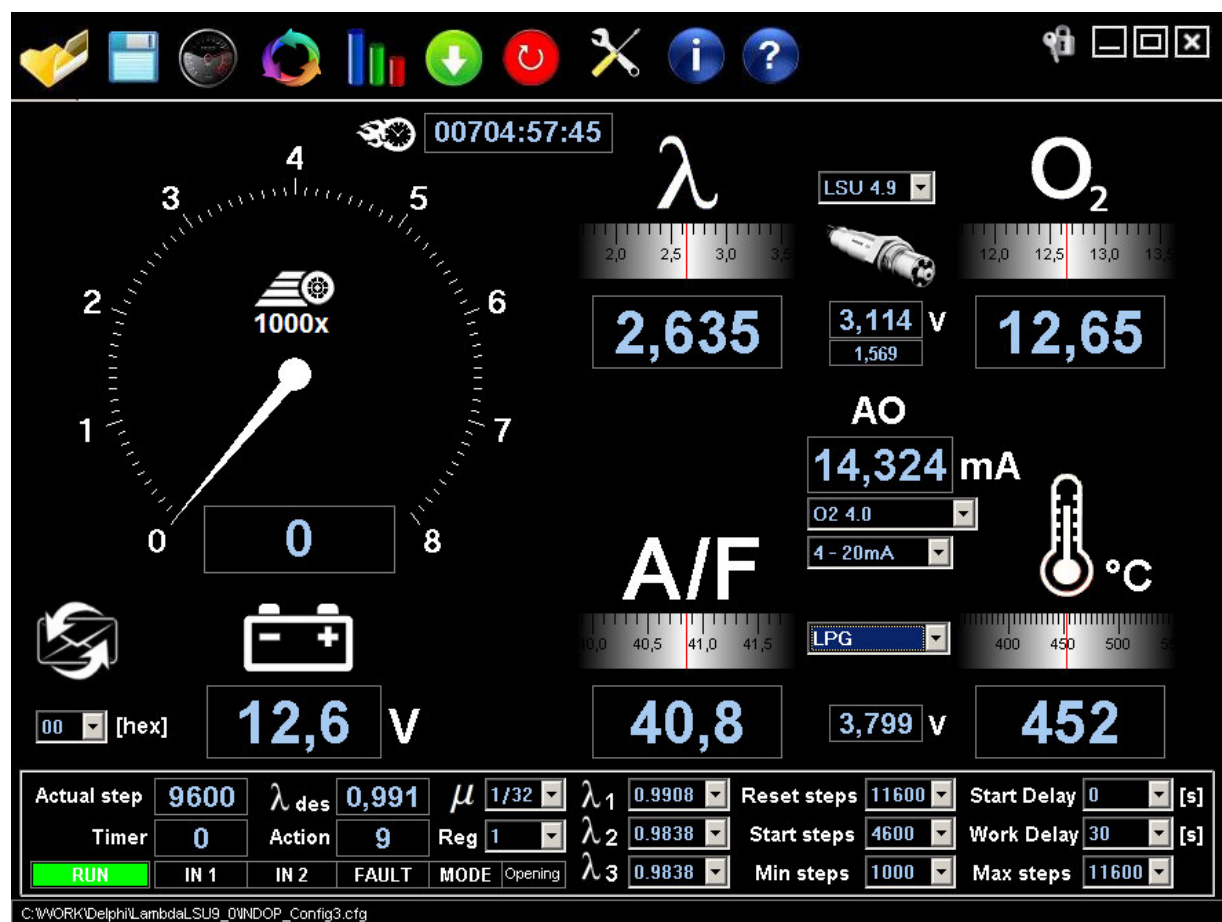 00704:57:45
λ
O2
LSU 4.9
2,0 2,5 3,0 3,5
12,0 12,5 13,0 13,5
0 1 2 3 4 5 6 7 8
1000x
2,635
3,114 V
1,569
12,65
AO
14,324 mA
O2 4.0
4 - 20mA
0
A/F
°C
40,5 41,0 41,5
LPG
400 450 500
00 [hex]
12,6 V
40,8
3,799 V
452
Actual step 9600 λ des 0,991 μ 1/32 λ1 0.9908 Reset steps 11600 Start Delay 0 [s]
Timer 0 Action 9 Reg 1 λ2 0.9838 Start steps 4600 Work Delay 30 [s]
RUN IN 1 IN 2 FAULT MODE Opening λ3 0.9838 Min steps 1000 Max steps 11600
C:\WORK\Delphi\LambdaLSU9_0\INDOP_Config3.cfg